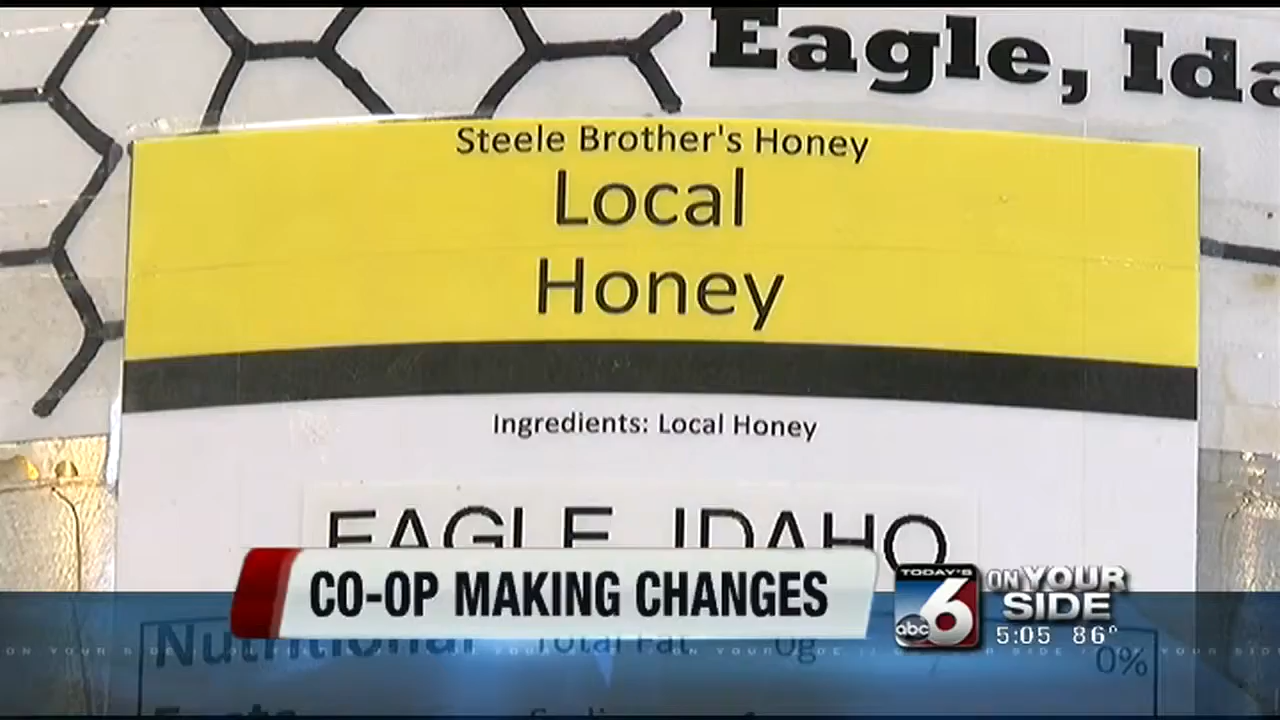 Eagle, Ida
Steele Brother's Honey
Local
Honey
Ingredients: Local Honey
EAGLE, IDAHO
CO-OP MAKING CHANGES
TODAY'S
abc 6
ON YOUR
SIDE
5:05 86°
Nutritional Total Fat 0g
0%